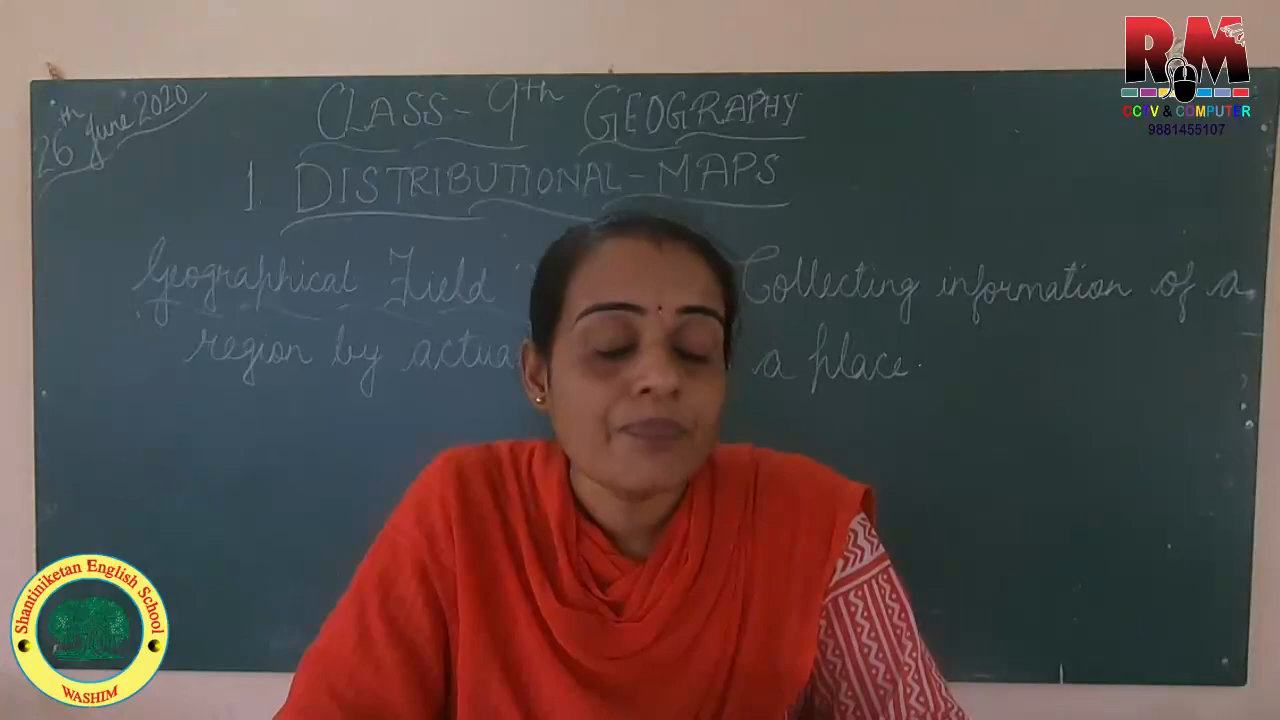 26th June 2020
CLASS - 9th GEOGRAPHY
1. DISTRIBUTIONAL - MAPS
Geographical Field Collecting information of a
region by actua a place.
RM
CCTV & COMPUTER
9881455107
Shantiniketan English School
WASHIM